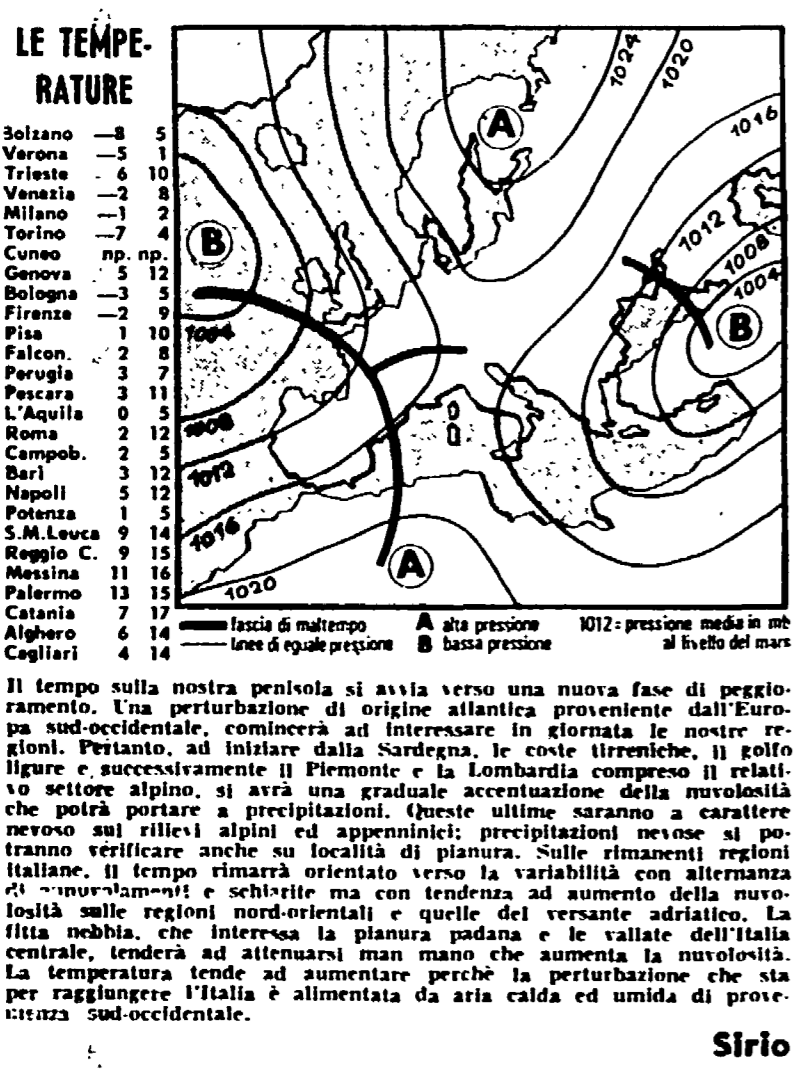 LE TEMPE-
RATURE
Bolzano —8 5
Verona —5 1
Trieste 6 10
Venezia —2 8
Milano —1 2
Torino —7 4
Cuneo np. np.
Genova 5 12
Bologna —3 5
Firenze —2 9
Pisa 1 10
Falcon. 2 8
Perugia 3 7
Pescara 3 11
L'Aquila 0 5
Roma 2 12
Campob. 2 5
Bari 3 12
Napoli 5 12
Potenza 1 5
S.M.Leuca 9 14
Reggio C. 9 15
Messina 11 16
Palermo 13 15
Catania 7 17
Alghero 6 14
Cagliari 4 14
1024
1020
A
1016
B
1012
1008
1004
B
1004
1008
1012
1016
1020
A
fascia di maltempo
linee di eguale pressione
A alta pressione
B bassa pressione
1012 = pressione media in mb
al livello del mare
Il tempo sulla nostra penisola si avvia verso una nuova fase di peggio-
ramento. Una perturbazione di origine atlantica proveniente dall'Euro-
pa sud-occidentale, comincerà ad interessare in giornata le nostre re-
gioni. Pertanto, ad iniziare dalla Sardegna, le coste tirreniche, il golfo
ligure e successivamente il Piemonte e la Lombardia compreso il relati-
vo settore alpino, si avrà una graduale accentuazione della nuvolosità
che potrà portare a precipitazioni. Queste ultime saranno a carattere
nevoso sui rilievi alpini ed appenninici; precipitazioni nevose si po-
tranno verificare anche su località di pianura. Sulle rimanenti regioni
italiane, il tempo rimarrà orientato verso la variabilità con alternanza
di annuvolamenti e schiarite ma con tendenza ad aumento della nuvo-
losità sulle regioni nord-orientali e quelle del versante adriatico. La
fitta nebbia, che interessa la pianura padana e le vallate dell'Italia
centrale, tenderà ad attenuarsi man mano che aumenta la nuvolosità.
La temperatura tende ad aumentare perchè la perturbazione che sta
per raggiungere l'Italia è alimentata da aria calda ed umida di prove-
nienza sud-occidentale.
Sirio